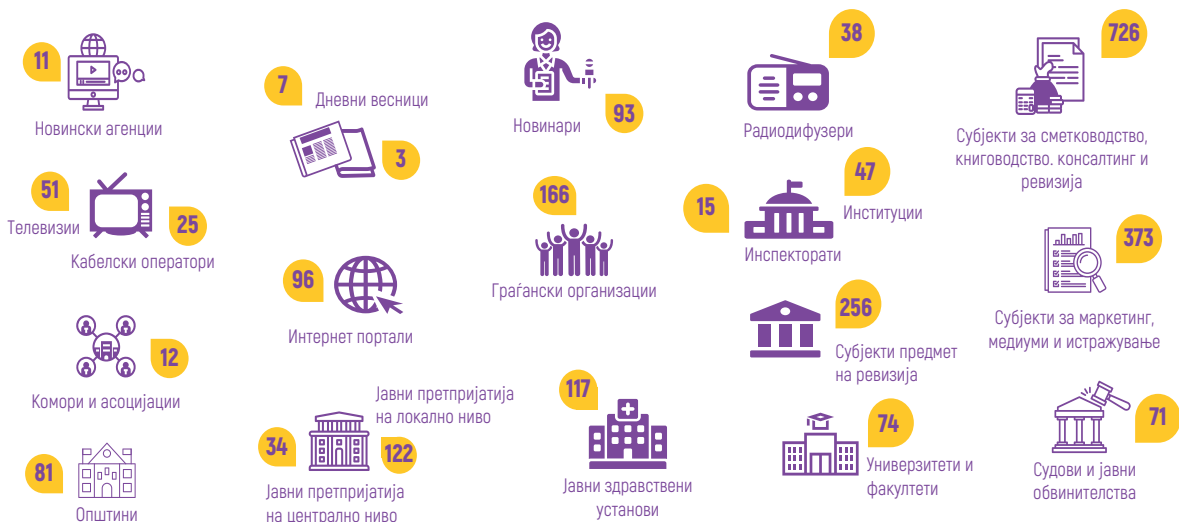 11
Новински агенции
7
Дневни весници
3
Новинари
93
38
Радиодифузери
726
Субјекти за сметководство,
книговодство. консалтинг и
ревизија
51
Телевизии
25
Кабелски оператори
96
Интернет портали
166
Граѓански организации
15
Инспекторати
47
Институции
373
Субјекти за маркетинг,
медиуми и истражување
12
Комори и асоцијации
256
Субјекти предмет
на ревизија
81
Општини
Јавни претпријатија
на локално ниво
34
122
Јавни претпријатија
на централно ниво
117
Јавни здравствени
установи
74
Универзитети и
факултети
71
Судови и јавни
обвинителства